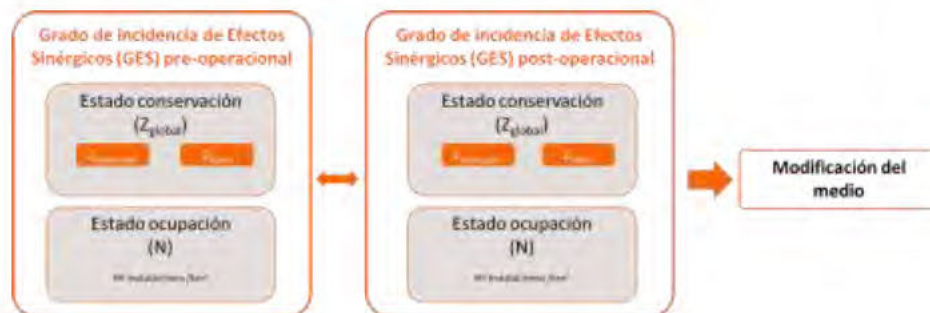 Grado de incidencia de Efectos
Sinérgicos (GES) pre-operacional
Estado conservación
(Zglobal)
Estado ocupación
(N)
Grado de incidencia de Efectos
Sinérgicos (GES) post-operacional
Estado conservación
(Zglobal)
Estado ocupación
(N)
Modificación del
medio